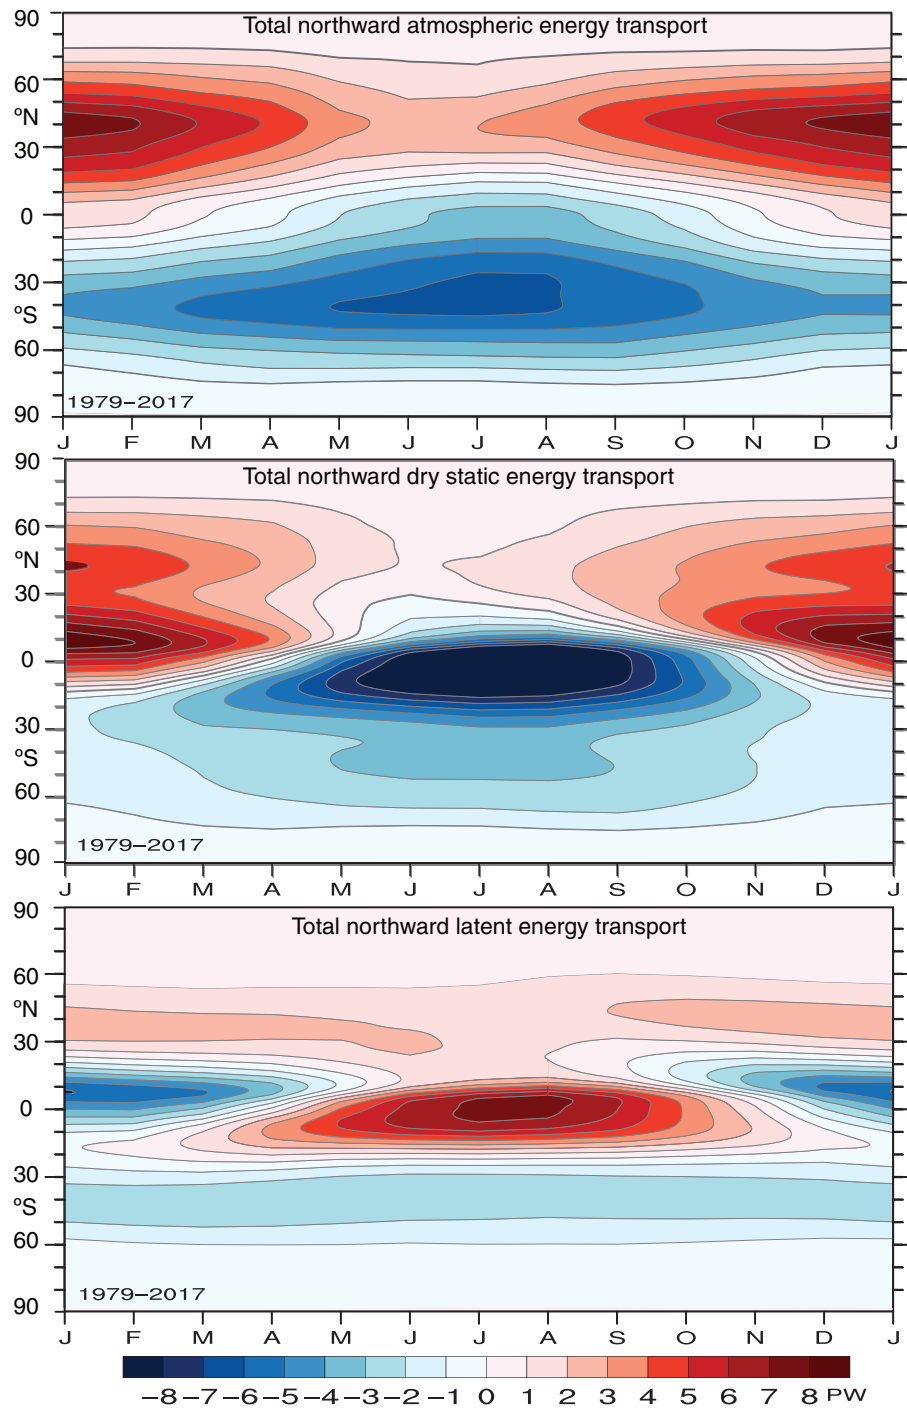 Total northward atmospheric energy transport
90
60
ºN
30
0
30
ºS
60
90
1979–2017
J F M A M J J A S O N D J
Total northward dry static energy transport
90
60
ºN
30
0
30
ºS
60
90
1979–2017
J F M A M J J A S O N D J
Total northward latent energy transport
90
60
ºN
30
0
30
ºS
60
90
1979–2017
J F M A M J J A S O N D J
–8 –7 –6 –5 –4 –3 –2 –1 0 1 2 3 4 5 6 7 8 PW